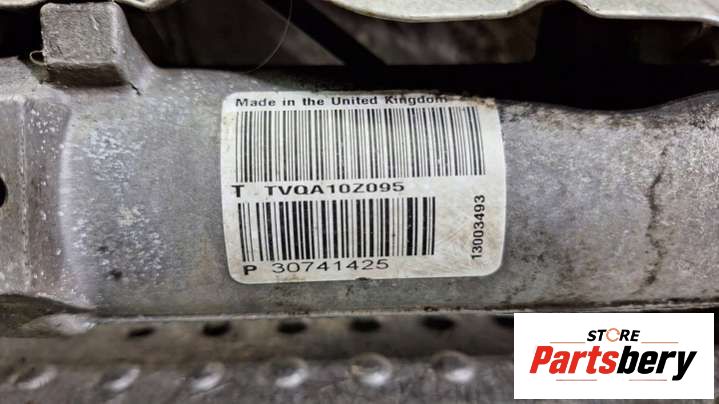 Made in the United Kingdom
T TVQA10Z095
P 30741425
13003493
STORE
Partsbery